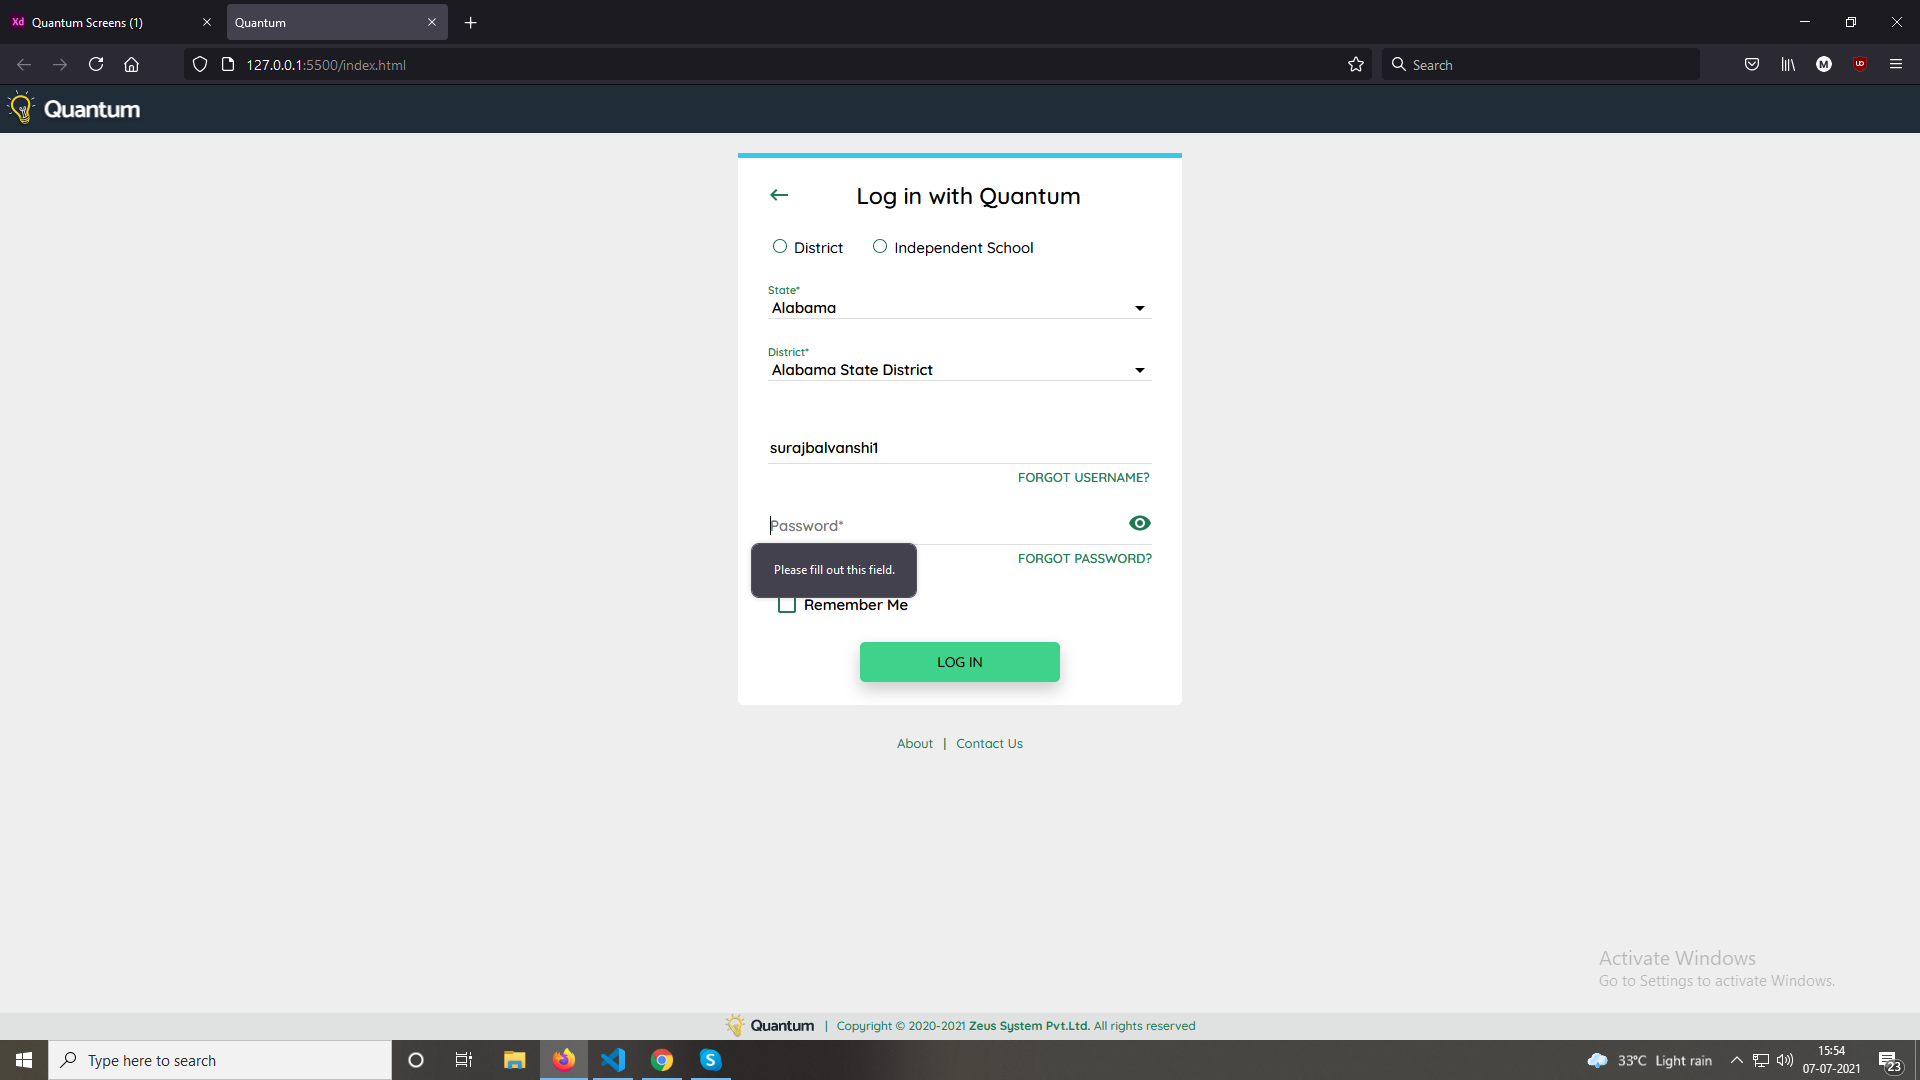 Xd Quantum Screens (1)
Quantum
127.0.0.1:5500/index.html
Search
M
UD
Quantum
Log in with Quantum
District
Independent School
State*
Alabama
District*
Alabama State District
surajbalvanshi1
FORGOT USERNAME?
Password*
Please fill out this field.
FORGOT PASSWORD?
Remember Me
LOG IN
About | Contact Us
Activate Windows
Go to Settings to activate Windows.
Quantum | Copyright © 2020-2021 Zeus System Pvt.Ltd. All rights reserved
Type here to search
S
33°C Light rain
15:54
07-07-2021
23